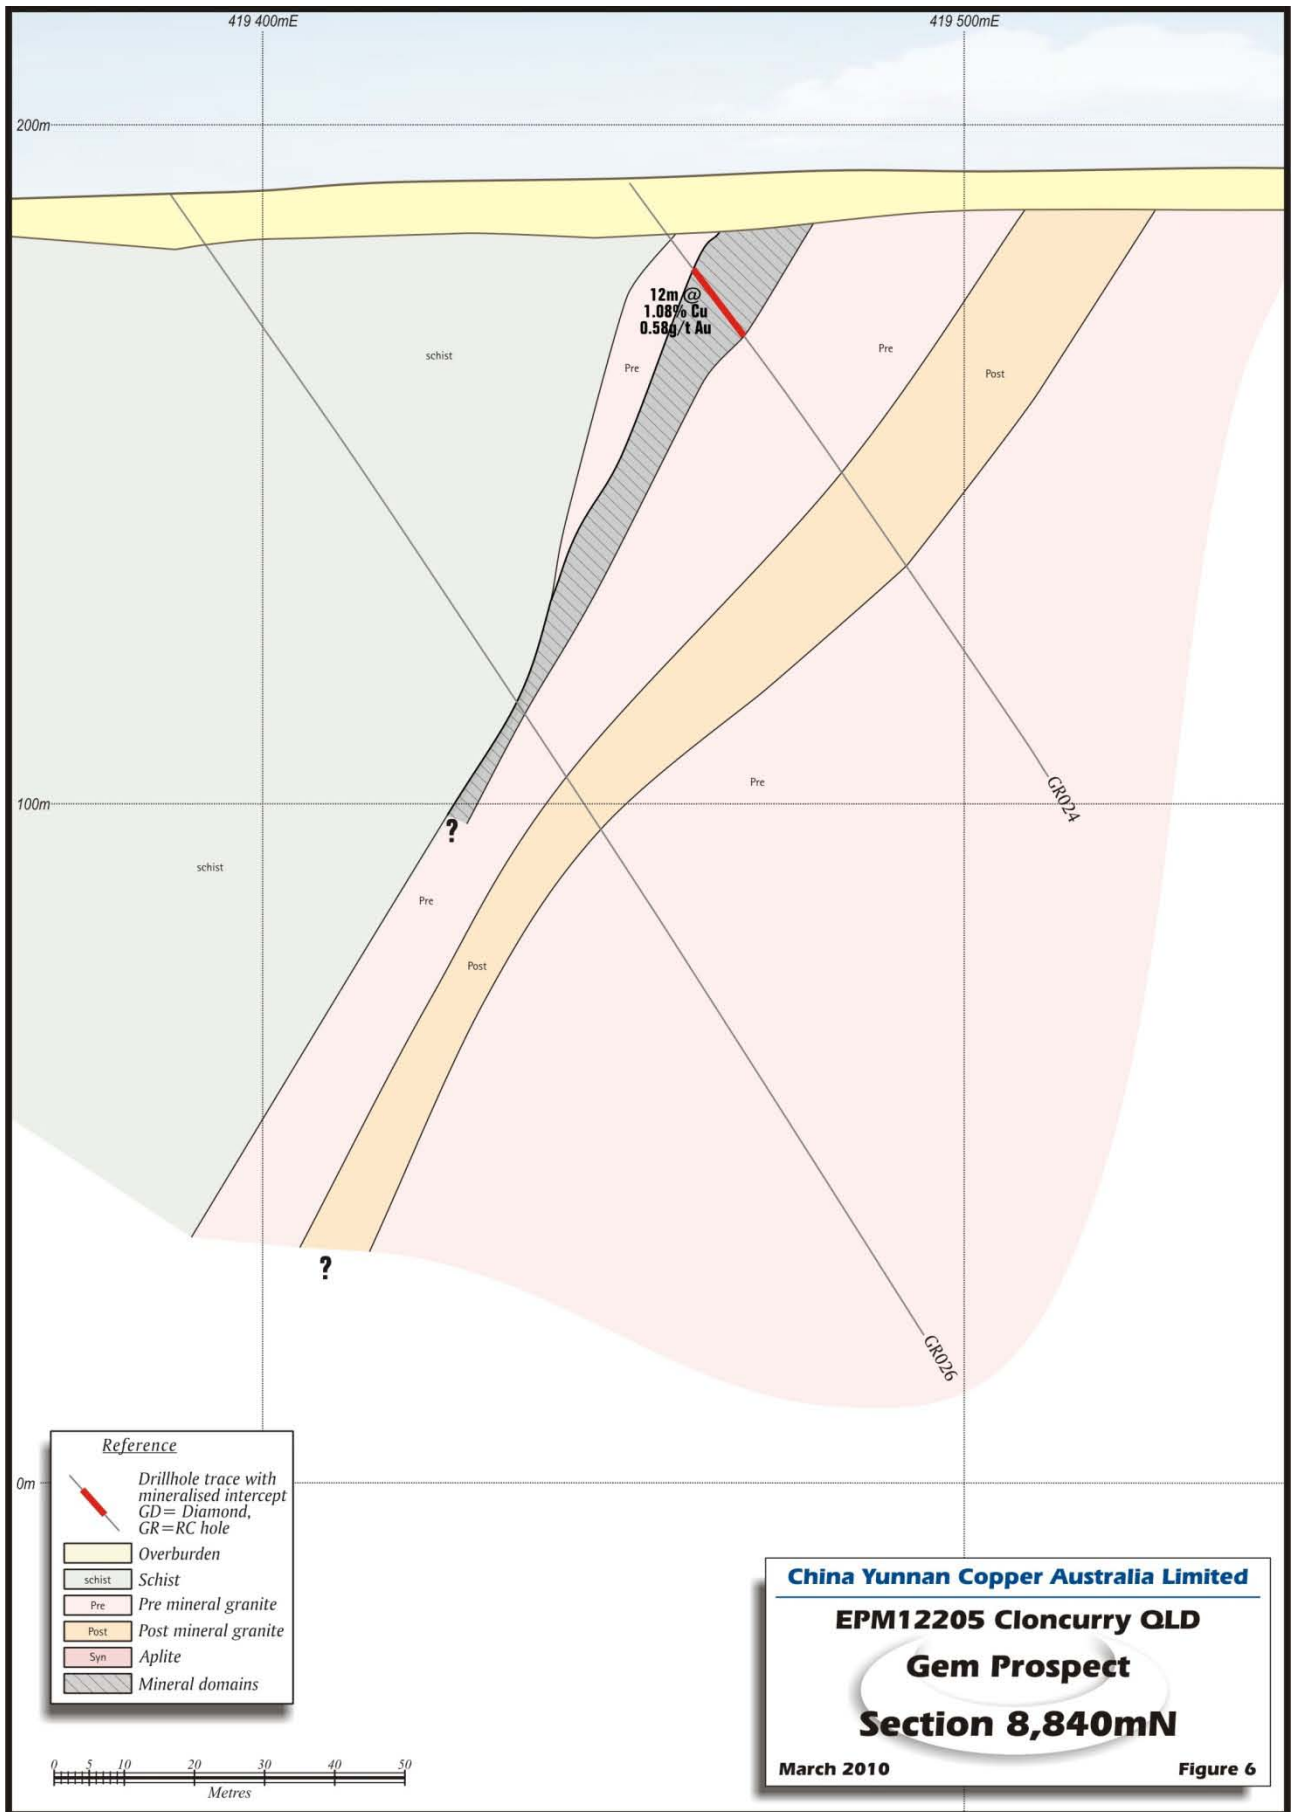 419 400mE
419 500mE
200m
12m @
1.08% Cu
0.58g/t Au
schist
Pre
Pre
Post
100m
GR024
Pre
?
schist
Pre
Post
?
GR026
0m
Reference
Drillhole trace with
mineralised intercept
GD= Diamond,
GR=RC hole
Overburden
schist Schist
Pre Pre mineral granite
Post Post mineral granite
Syn Aplite
Mineral domains
0 5 10 20 30 40 50
Metres
China Yunnan Copper Australia Limited
EPM12205 Cloncurry QLD
Gem Prospect
Section 8,840mN
March 2010 Figure 6